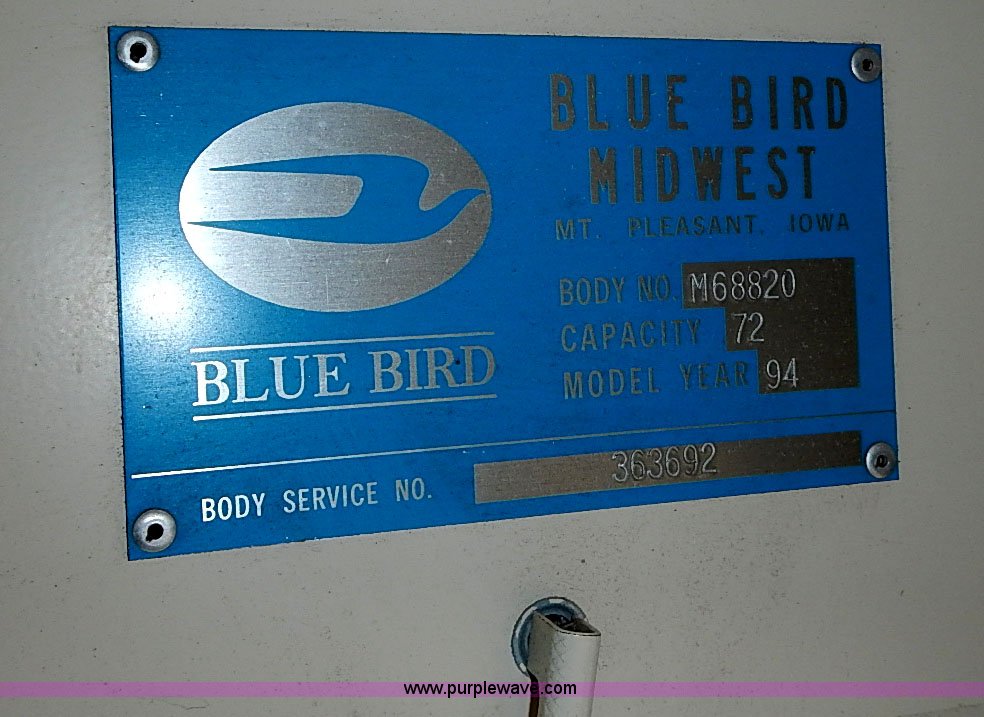 BLUE BIRD
MIDWEST
MT. PLEASANT. IOWA
BODY NO. M68820
CAPACITY 72
MODEL YEAR 94
BLUE BIRD
BODY SERVICE NO. 363692
www.purplewave.com